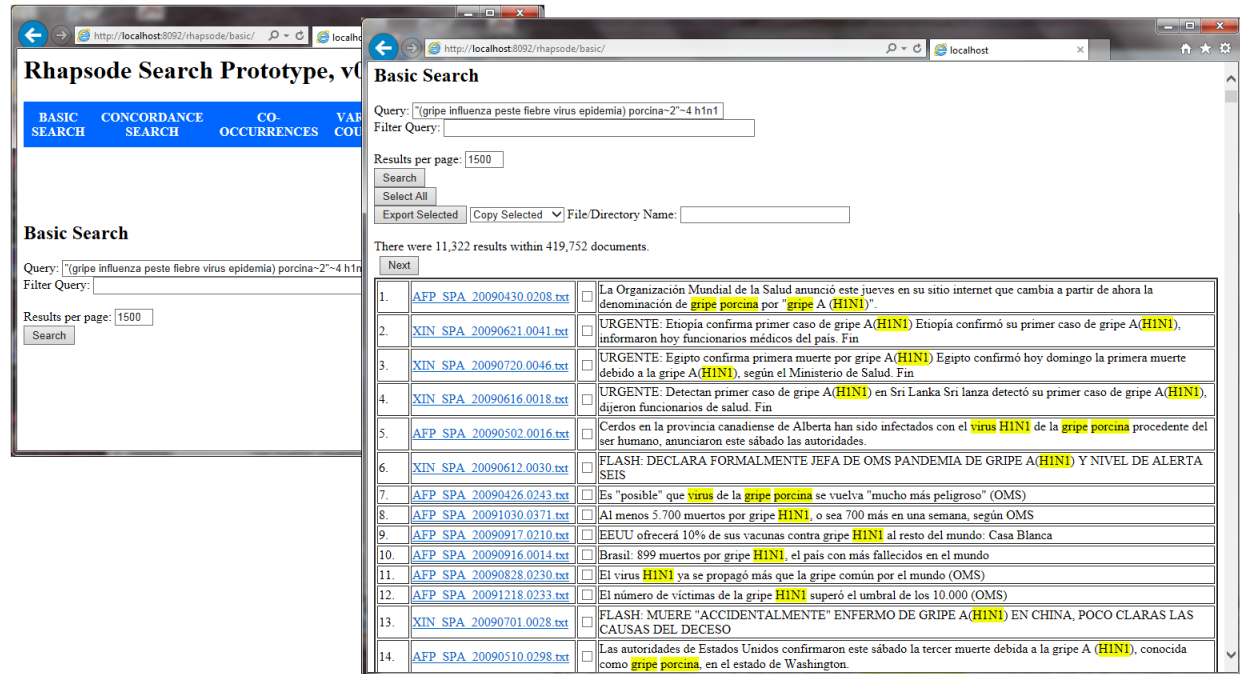 http://localhost:8092/rhapsode/basic/
Rhapsode Search Prototype,
BASIC SEARCH
CONCORDANCE SEARCH
CO-OCCURRENCES
Basic Search
Query: "(gripe influenza peste fiebre virus epidemia) porcina~2"~4
Filter Query:
Results per page: 1500
Search
http://localhost:8092/rhapsode/basic/
localhost
Basic Search
Query: "(gripe influenza peste fiebre virus epidemia) porcina~2"~4 h1n1
Filter Query:
Results per page: 1500
Search
Select All
Export Selected Copy Selected File/Directory Name:
There were 11,322 results within 419,752 documents.
Next
1. AFP_SPA_20090430.0208.txt La Organización Mundial de la Salud anunció este jueves en su sitio internet que cambia a partir de ahora la
denominación de gripe porcina por "gripe A (H1N1)".
2. XIN_SPA_20090621.0041.txt URGENTE: Etiopía confirma primer caso de gripe A(H1N1) Etiopía confirmó su primer caso de gripe A(H1N1),
informaron hoy funcionarios médicos del país. Fin
3. XIN_SPA_20090720.0046.txt URGENTE: Egipto confirma primera muerte por gripe A(H1N1) Egipto confirmó hoy domingo la primera muerte
debido a la gripe A(H1N1), según el Ministerio de Salud. Fin
4. XIN_SPA_20090616.0018.txt URGENTE: Detectan primer caso de gripe A(H1N1) en Sri Lanka Sri lanza detectó su primer caso de gripe A(H1N1),
dijeron funcionarios de salud. Fin
5. AFP_SPA_20090502.0016.txt Cerdos en la provincia canadiense de Alberta han sido infectados con el virus H1N1 de la gripe porcina procedente del
ser humano, anunciaron este sábado las autoridades.
6. XIN_SPA_20090612.0030.txt FLASH: DECLARA FORMALMENTE JEFA DE OMS PANDEMIA DE GRIPE A(H1N1) Y NIVEL DE ALERTA
SEIS
7. AFP_SPA_20090426.0243.txt Es "posible" que virus de la gripe porcina se vuelva "mucho más peligroso" (OMS)
8. AFP_SPA_20091030.0371.txt Al menos 5.700 muertos por gripe H1N1, o sea 700 más en una semana, según OMS
9. AFP_SPA_20090917.0210.txt EEUU ofrecerá 10% de sus vacunas contra gripe H1N1 al resto del mundo: Casa Blanca
10. AFP_SPA_20090916.0014.txt Brasil: 899 muertos por gripe H1N1, el país con más fallecidos en el mundo
11. AFP_SPA_20090828.0230.txt El virus H1N1 ya se propagó más que la gripe común por el mundo (OMS)
12. AFP_SPA_20091218.0233.txt El número de víctimas de la gripe H1N1 superó el umbral de los 10.000 (OMS)
13. XIN_SPA_20090701.0028.txt FLASH: MUERE "ACCIDENTALMENTE" ENFERMO DE GRIPE A(H1N1) EN CHINA, POCO CLARAS LAS
CAUSAS DEL DECESO
14. AFP_SPA_20090510.0298.txt Las autoridades de Estados Unidos confirmaron este sábado la tercer muerte debida a la gripe A (H1N1), conocida
como gripe porcina, en el estado de Washington.